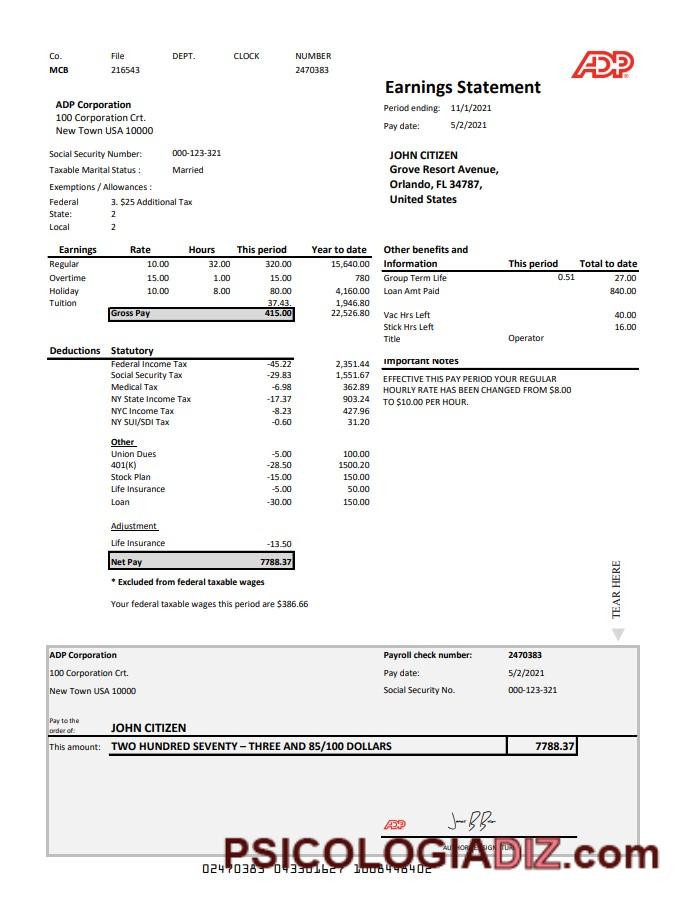 Co. File DEPT. CLOCK NUMBER
MCB 216543 2470383
ADP
Earnings Statement
Period ending: 11/1/2021
Pay date: 5/2/2021
ADP Corporation
100 Corporation Crt.
New Town USA 10000
Social Security Number: 000-123-321
Taxable Marital Status : Married
Exemptions / Allowances :
Federal 3. $25 Additional Tax
State: 2
Local 2
JOHN CITIZEN
Grove Resort Avenue,
Orlando, FL 34787,
United States
Earnings Rate Hours This period Year to date
Regular 10.00 32.00 320.00 15,640.00
Overtime 15.00 1.00 15.00 780
Holiday 10.00 8.00 80.00 4,160.00
Tuition 37.43. 1,946.80
Gross Pay 415.00 22,526.80
Other benefits and
Information This period Total to date
Group Term Life 0.51 27.00
Loan Amt Paid 840.00
Vac Hrs Left 40.00
Stick Hrs Left 16.00
Title Operator
Important Notes
EFFECTIVE THIS PAY PERIOD YOUR REGULAR
HOURLY RATE HAS BEEN CHANGED FROM $8.00
TO $10.00 PER HOUR.
Deductions Statutory
Federal Income Tax -45.22 2,351.44
Social Security Tax -29.83 1,551.67
Medical Tax -6.98 362.89
NY State Income Tax -17.37 903.24
NYC Income Tax -8.23 427.96
NY SUI/SDI Tax -0.60 31.20
Other
Union Dues -5.00 100.00
401(K) -28.50 1500.20
Stock Plan -15.00 150.00
Life Insurance -5.00 50.00
Loan -30.00 150.00
Adjustment
Life Insurance -13.50
Net Pay 7788.37
* Excluded from federal taxable wages
Your federal taxable wages this period are $386.66
TEAR HERE
ADP Corporation
100 Corporation Crt.
New Town USA 10000
Payroll check number: 2470383
Pay date: 5/2/2021
Social Security No. 000-123-321
Pay to the
order of: JOHN CITIZEN
This amount: TWO HUNDRED SEVENTY – THREE AND 85/100 DOLLARS 7788.37
ADP
PSICOLOGIADIZ.com